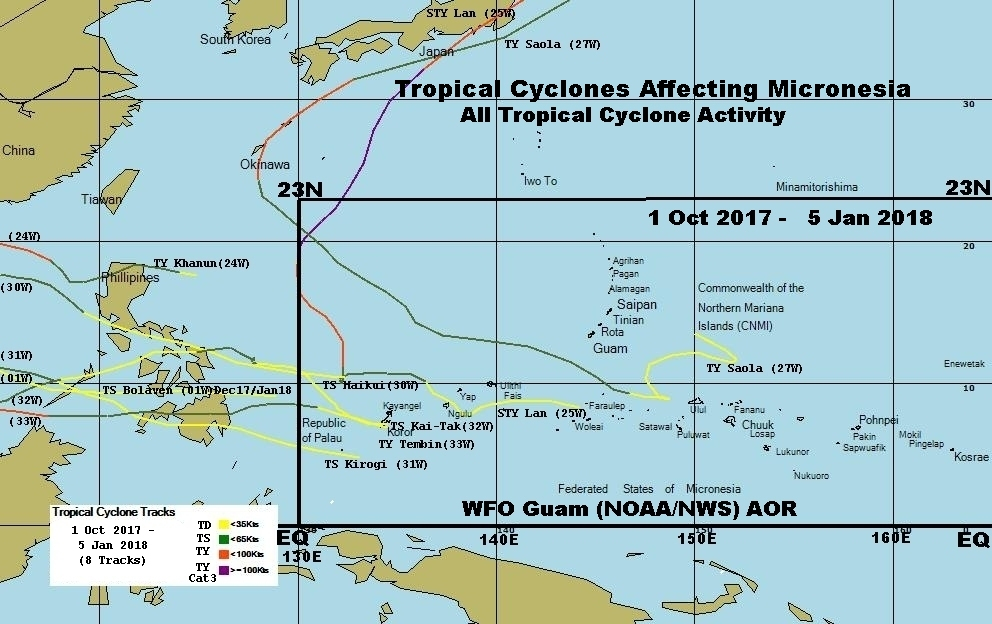 STY Lan (25W)
South Korea
Japan
TY Saola (27W)
Tropical Cyclones Affecting Micronesia
All Tropical Cyclone Activity
30
China
Okinawa
Iwo To
Minamitorishima
23N
23N
Tiawan
1 Oct 2017 - 5 Jan 2018
(24W)
20
TY Khanun(24W)
Phillipines
(30W)
Agrihan
Pagan
Alamagan
Saipan
Tinian
Rota
Guam
Commonwealth of the
Northern Mariana
Islands (CNMI)
(31W)
TY Saola (27W)
Enewetak
(01W)
TS Bolaven (01W)Dec17/Jan18
TS Haikui(30W)
10
(32W)
Ulithi
Fais
Yap
Ngulu
Kayangel
STY Lan (25W)
Faraulep
Woleai
Satawal
Ulul
Puluwat
Fananu
Chuuk
Losap
Lukunor
Nukuoro
Pohnpei
Pakin
Sapwuafik
Mokil
Pingelap
Kosrae
(33W)
Republic
of Palau
Koror
TS Kai-Tak(32W)
TY Tembin(33W)
TS Kirogi (31W)
Federated States of Micronesia
WFO Guam (NOAA/NWS) AOR
Tropical Cyclone Tracks
1 Oct 2017 -
5 Jan 2018
(8 Tracks)
TD <35Kts
TS <65Kts
TY <100Kts
TY >=100Kts
Cat3
EQ
130E
140
140E
150
150E
160
160E
0
EQ